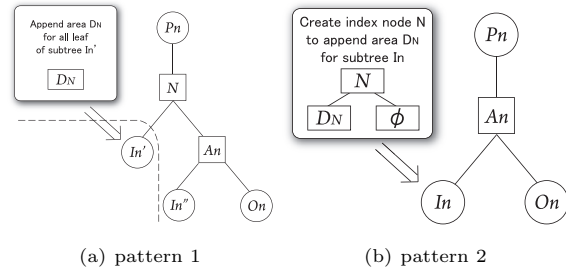 Append area DN
for all leaf
of subtree In'
DN
Pn
N
In'
An
In"
On
(a) pattern 1
Create index node N
to append area DN
for subtree In
N
DN
ϕ
Pn
An
In
On
(b) pattern 2